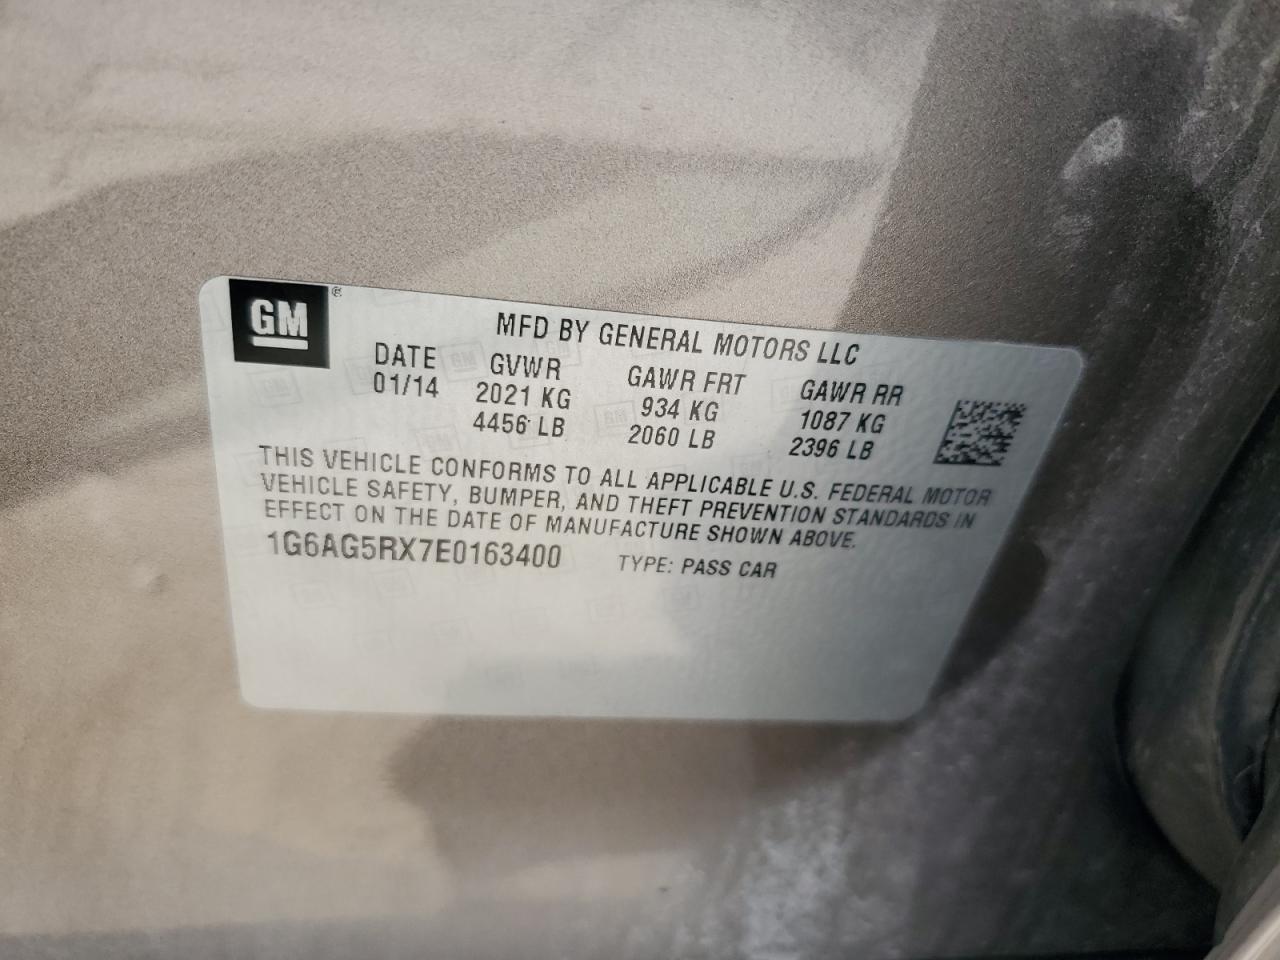 GM ®
MFD BY GENERAL MOTORS LLC
DATE GVWR GAWR FRT GAWR RR
01/14 2021 KG 934 KG 1087 KG
4456 LB 2060 LB 2396 LB
THIS VEHICLE CONFORMS TO ALL APPLICABLE U.S. FEDERAL MOTOR
VEHICLE SAFETY, BUMPER, AND THEFT PREVENTION STANDARDS IN
EFFECT ON THE DATE OF MANUFACTURE SHOWN ABOVE.
1G6AG5RX7E0163400 TYPE: PASS CAR